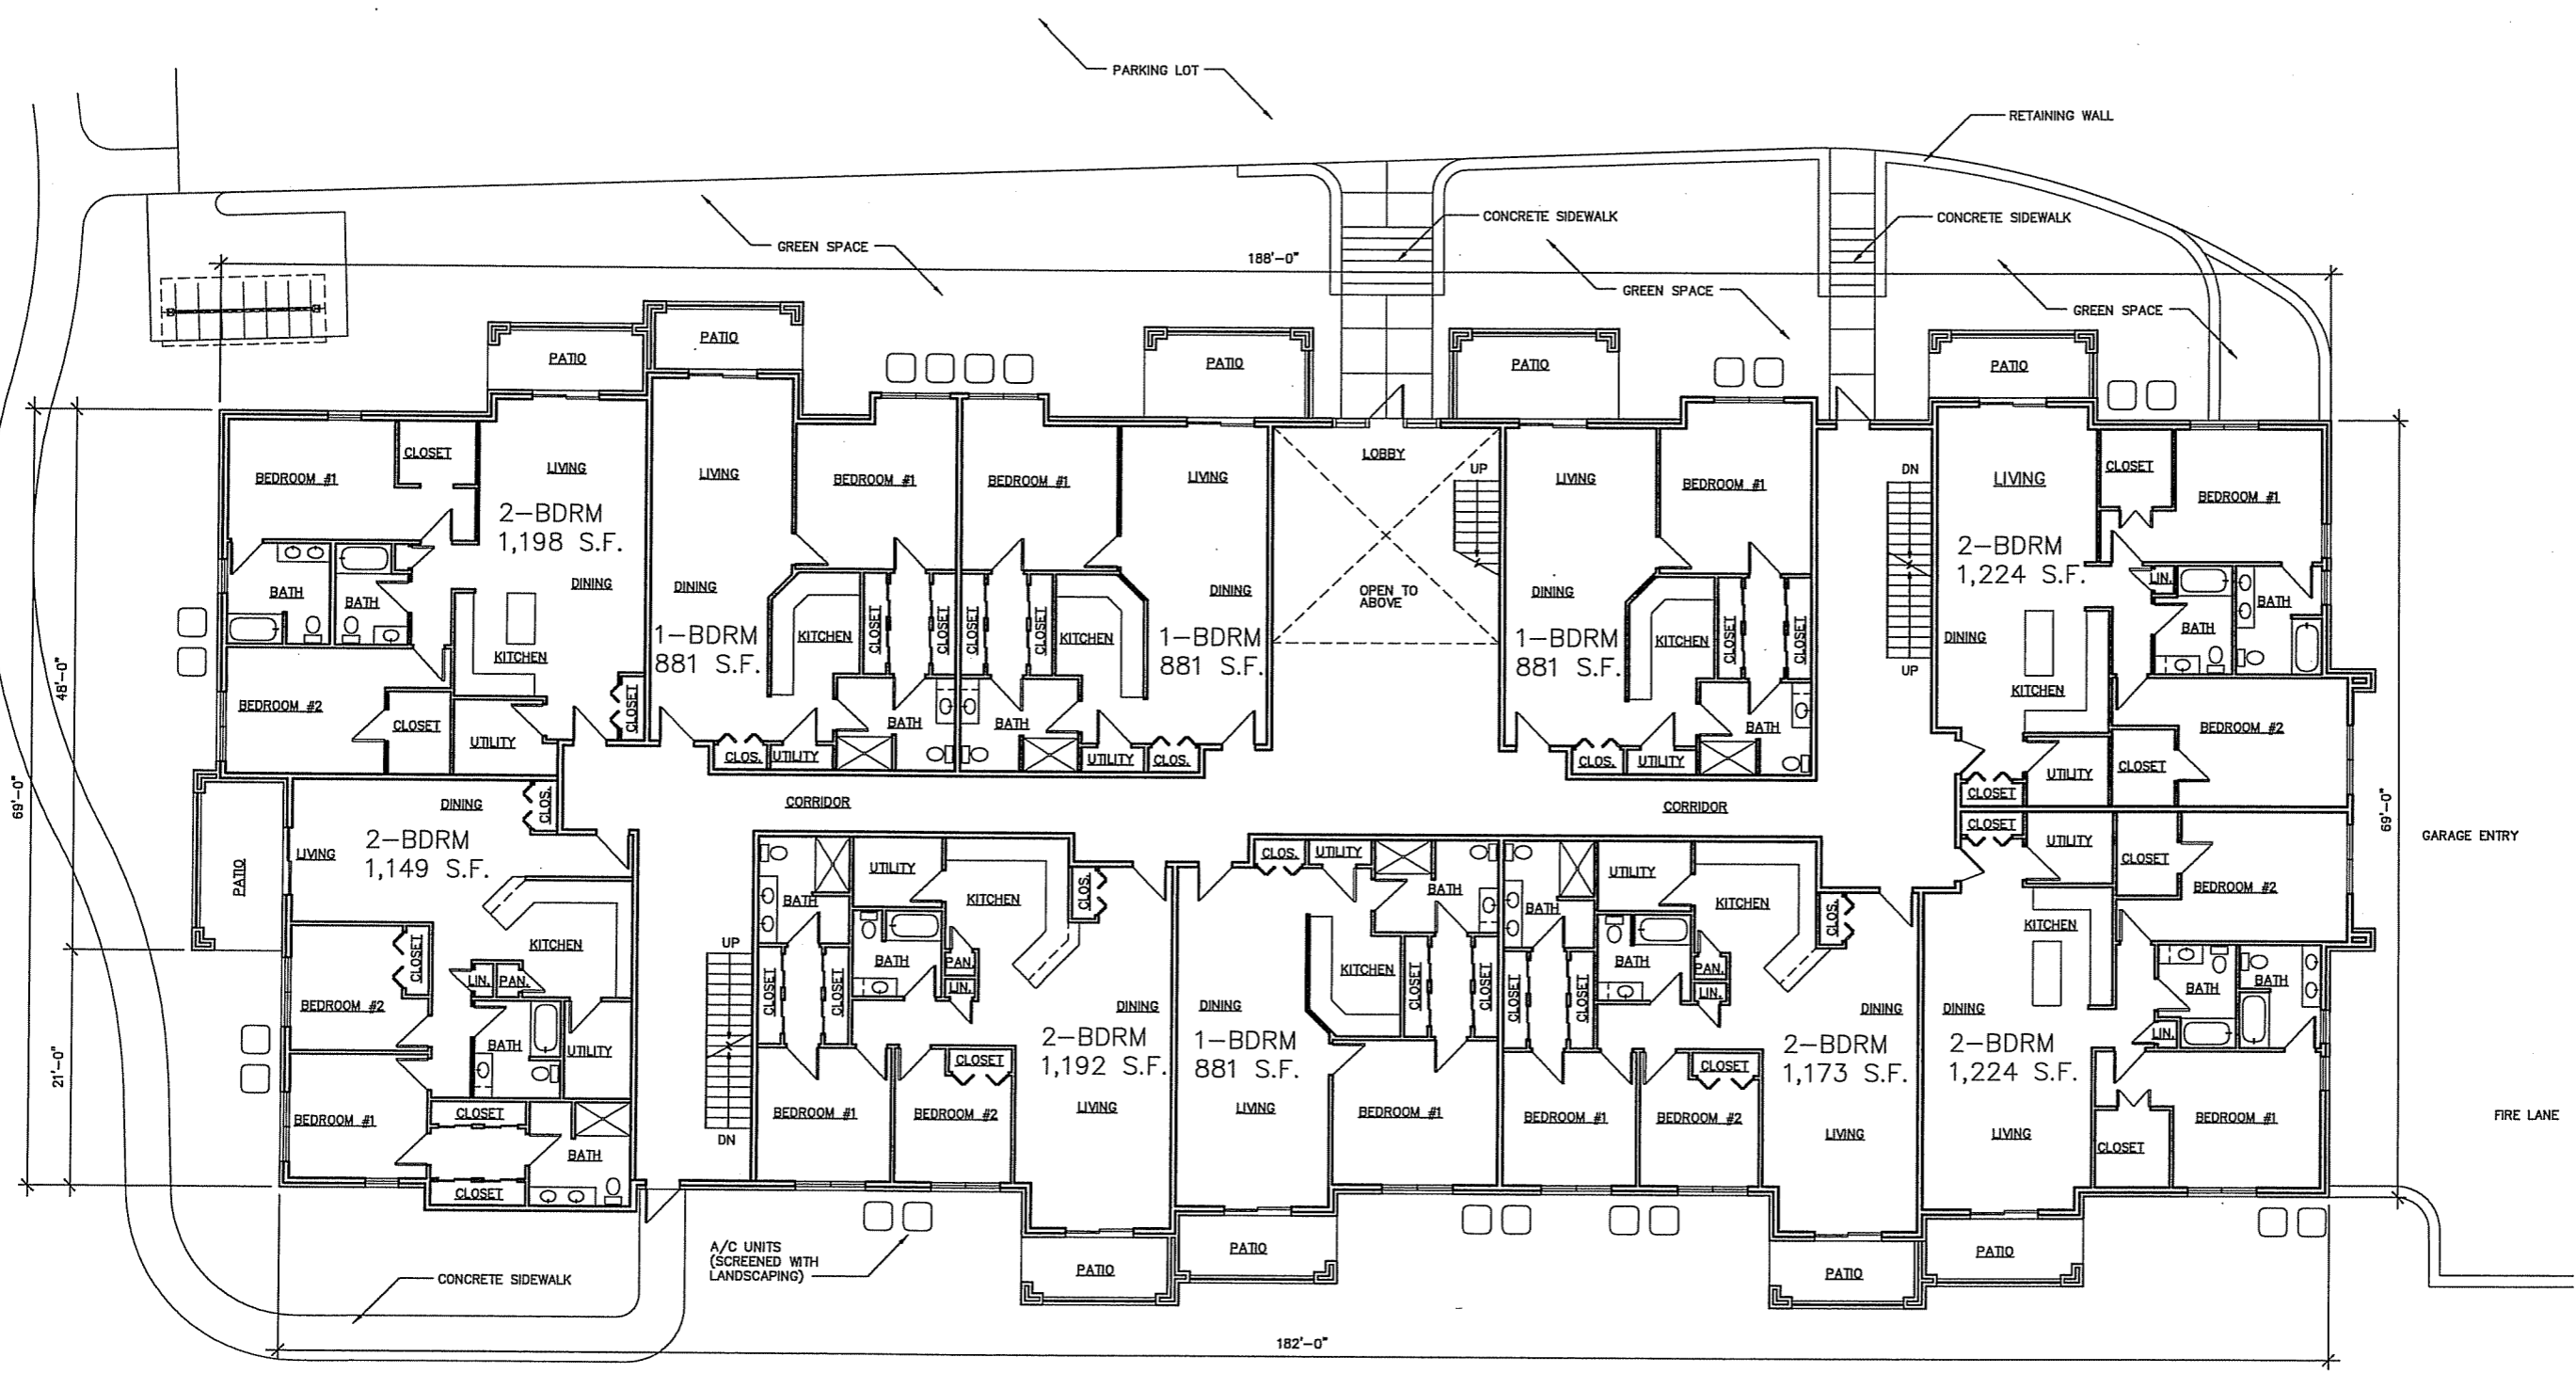 PARKING LOT
RETAINING WALL
CONCRETE SIDEWALK
CONCRETE SIDEWALK
GREEN SPACE
188'-0"
GREEN SPACE
GREEN SPACE
PATIO
PATIO
PATIO
PATIO
PATIO
BEDROOM #1
CLOSET
LIVING
2-BDRM
1,198 S.F.
DINING
BATH
BATH
KITCHEN
BEDROOM #2
CLOSET
UTILITY
CLOSET
LIVING
BEDROOM #1
DINING
1-BDRM
881 S.F.
KITCHEN
CLOSET
CLOSET
BATH
CLOS.
UTILITY
BEDROOM #1
LIVING
DINING
CLOSET
CLOSET
KITCHEN
1-BDRM
881 S.F.
BATH
UTILITY
CLOS.
LOBBY
UP
OPEN TO
ABOVE
LIVING
BEDROOM #1
DINING
1-BDRM
881 S.F.
KITCHEN
CLOSET
CLOSET
BATH
CLOS.
UTILITY
DN
UP
LIVING
CLOSET
BEDROOM #1
2-BDRM
1,224 S.F.
LIN.
BATH
BATH
DINING
KITCHEN
BEDROOM #2
UTILITY
CLOSET
CLOSET
48'-0"
69'-0"
21'-0"
CORRIDOR
CORRIDOR
69'-0"
GARAGE ENTRY
FIRE LANE
DINING
CLOS.
2-BDRM
1,149 S.F.
LIVING
PATIO
KITCHEN
CLOSET
BEDROOM #2
LIN.
PAN.
BATH
UTILITY
BEDROOM #1
CLOSET
BATH
CLOSET
UP
DN
BATH
UTILITY
KITCHEN
CLOS.
BATH
PAN.
LIN.
CLOSET
CLOSET
DINING
2-BDRM
1,192 S.F.
CLOSET
BEDROOM #1
BEDROOM #2
LIVING
CLOS.
UTILITY
BATH
KITCHEN
CLOSET
CLOSET
DINING
1-BDRM
881 S.F.
LIVING
BEDROOM #1
BATH
UTILITY
KITCHEN
CLOS.
BATH
PAN.
LIN.
CLOSET
CLOSET
DINING
2-BDRM
1,173 S.F.
CLOSET
BEDROOM #1
BEDROOM #2
LIVING
CLOSET
UTILITY
CLOSET
BEDROOM #2
KITCHEN
BATH
BATH
DINING
LIN.
2-BDRM
1,224 S.F.
LIVING
BEDROOM #1
CLOSET
A/C UNITS
(SCREENED WITH
LANDSCAPING)
CONCRETE SIDEWALK
PATIO
PATIO
PATIO
PATIO
182'-0"